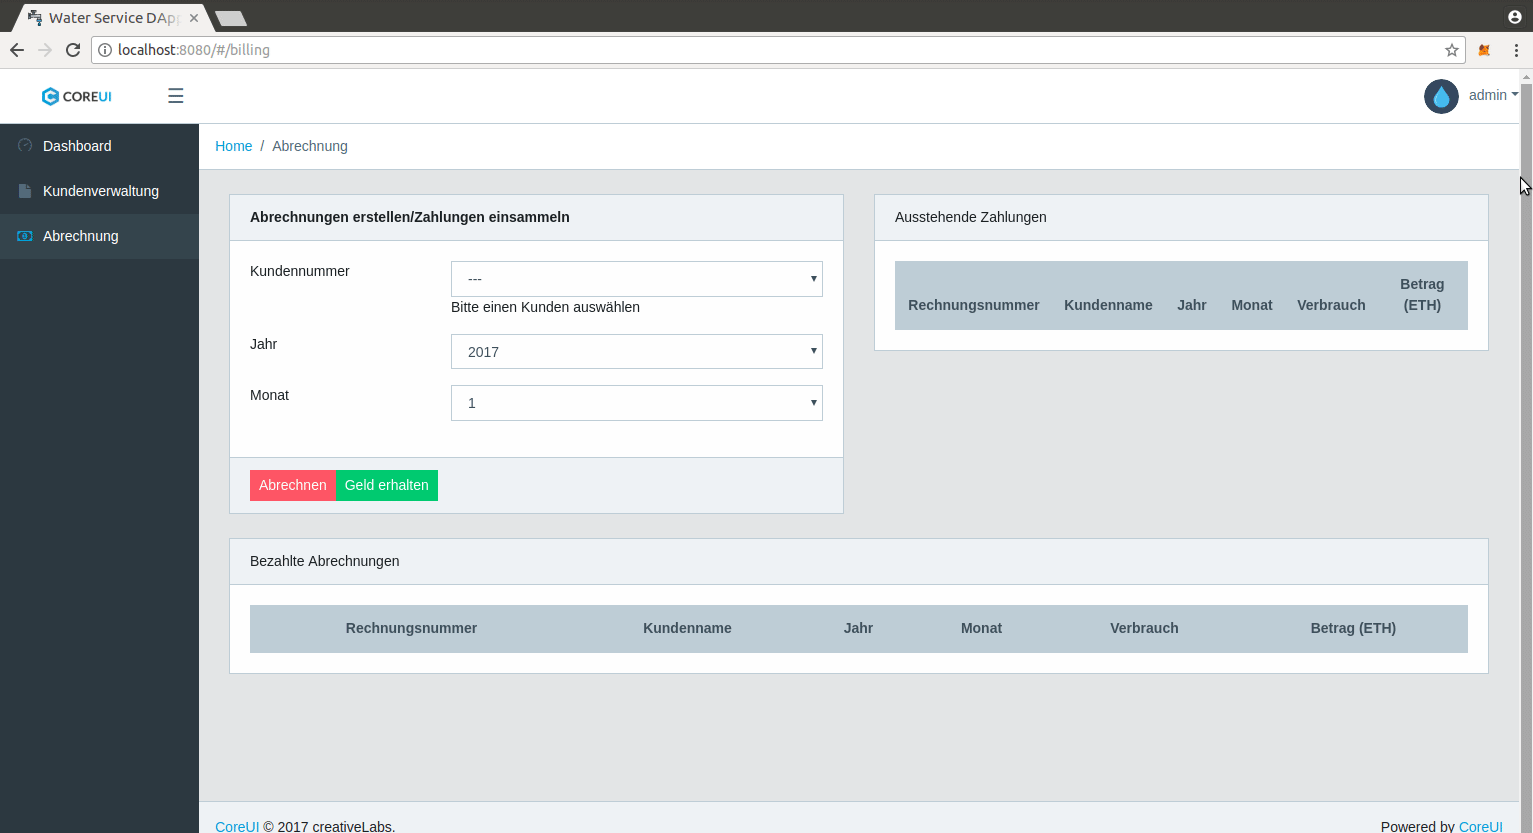 Water Service DApp
localhost:8080/#/billing
COREUI
admin
Dashboard
Kundenverwaltung
Abrechnung
Home / Abrechnung
Abrechnungen erstellen/Zahlungen einsammeln
Kundennummer
---
Bitte einen Kunden auswählen
Jahr
2017
Monat
1
Abrechnen
Geld erhalten
Ausstehende Zahlungen
Rechnungsnummer Kundenname Jahr Monat Verbrauch Betrag
(ETH)
Bezahlte Abrechnungen
Rechnungsnummer Kundenname Jahr Monat Verbrauch Betrag (ETH)
CoreUI © 2017 creativeLabs.
Powered by CoreUI